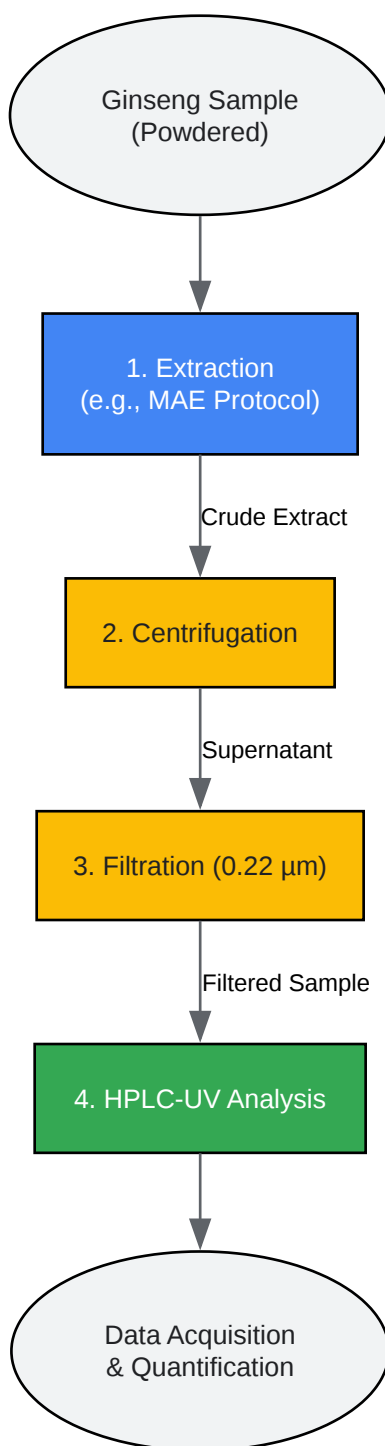 Ginseng Sample
(Powdered)
1. Extraction
(e.g., MAE Protocol)
Crude Extract
2. Centrifugation
Supernatant
3. Filtration (0.22 µm)
Filtered Sample
4. HPLC-UV Analysis
Data Acquisition
& Quantification